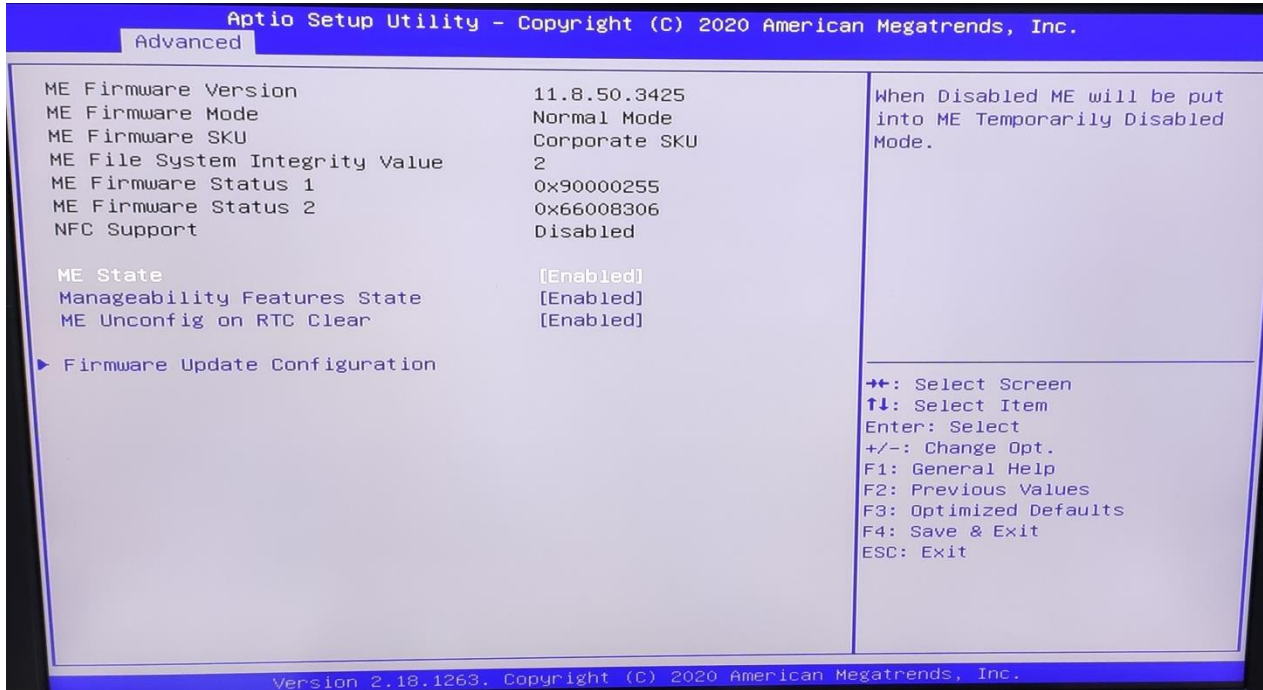 Aptio Setup Utility – Copyright (C) 2020 American Megatrends, Inc.
Advanced
ME Firmware Version 11.8.50.3425
ME Firmware Mode Normal Mode
ME Firmware SKU Corporate SKU
ME File System Integrity Value 2
ME Firmware Status 1 0x90000255
ME Firmware Status 2 0x66008306
NFC Support Disabled
ME State [Enabled]
Manageability Features State [Enabled]
ME Unconfig on RTC Clear [Enabled]
▶ Firmware Update Configuration
When Disabled ME will be put
into ME Temporarily Disabled
Mode.
→←: Select Screen
↑↓: Select Item
Enter: Select
+/-: Change Opt.
F1: General Help
F2: Previous Values
F3: Optimized Defaults
F4: Save & Exit
ESC: Exit
Version 2.18.1263. Copyright (C) 2020 American Megatrends, Inc.